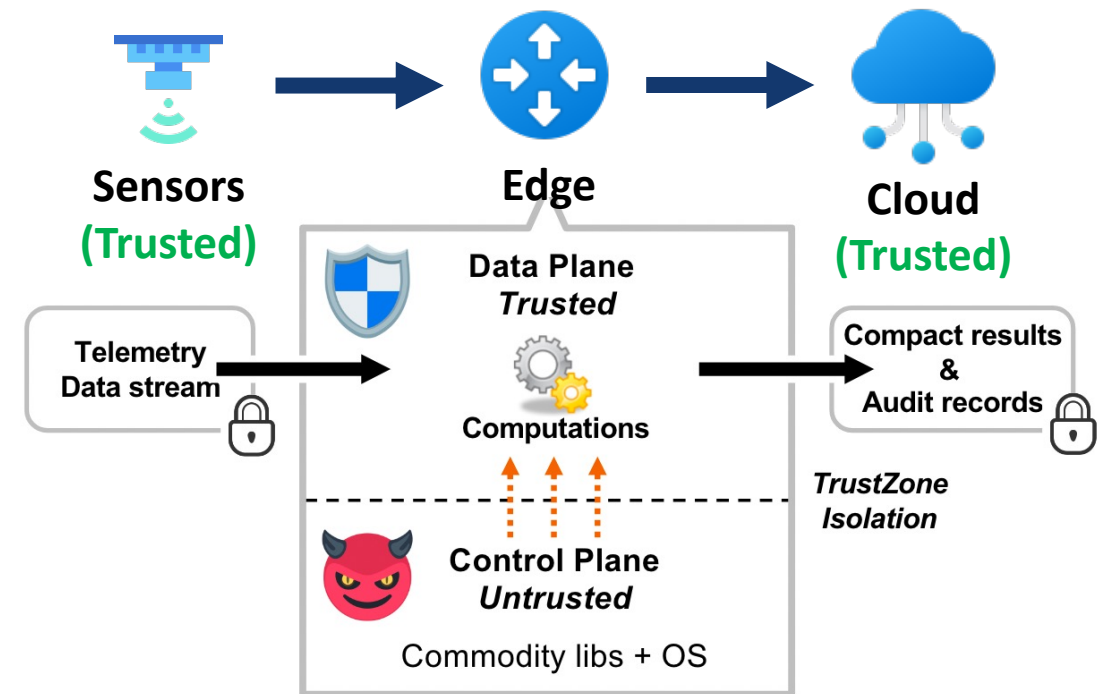 Sensors
(Trusted)
Edge
Cloud
(Trusted)
Data Plane
Trusted
Telemetry
Data stream
Computations
Compact results
&
Audit records
TrustZone
Isolation
Control Plane
Untrusted
Commodity libs + OS